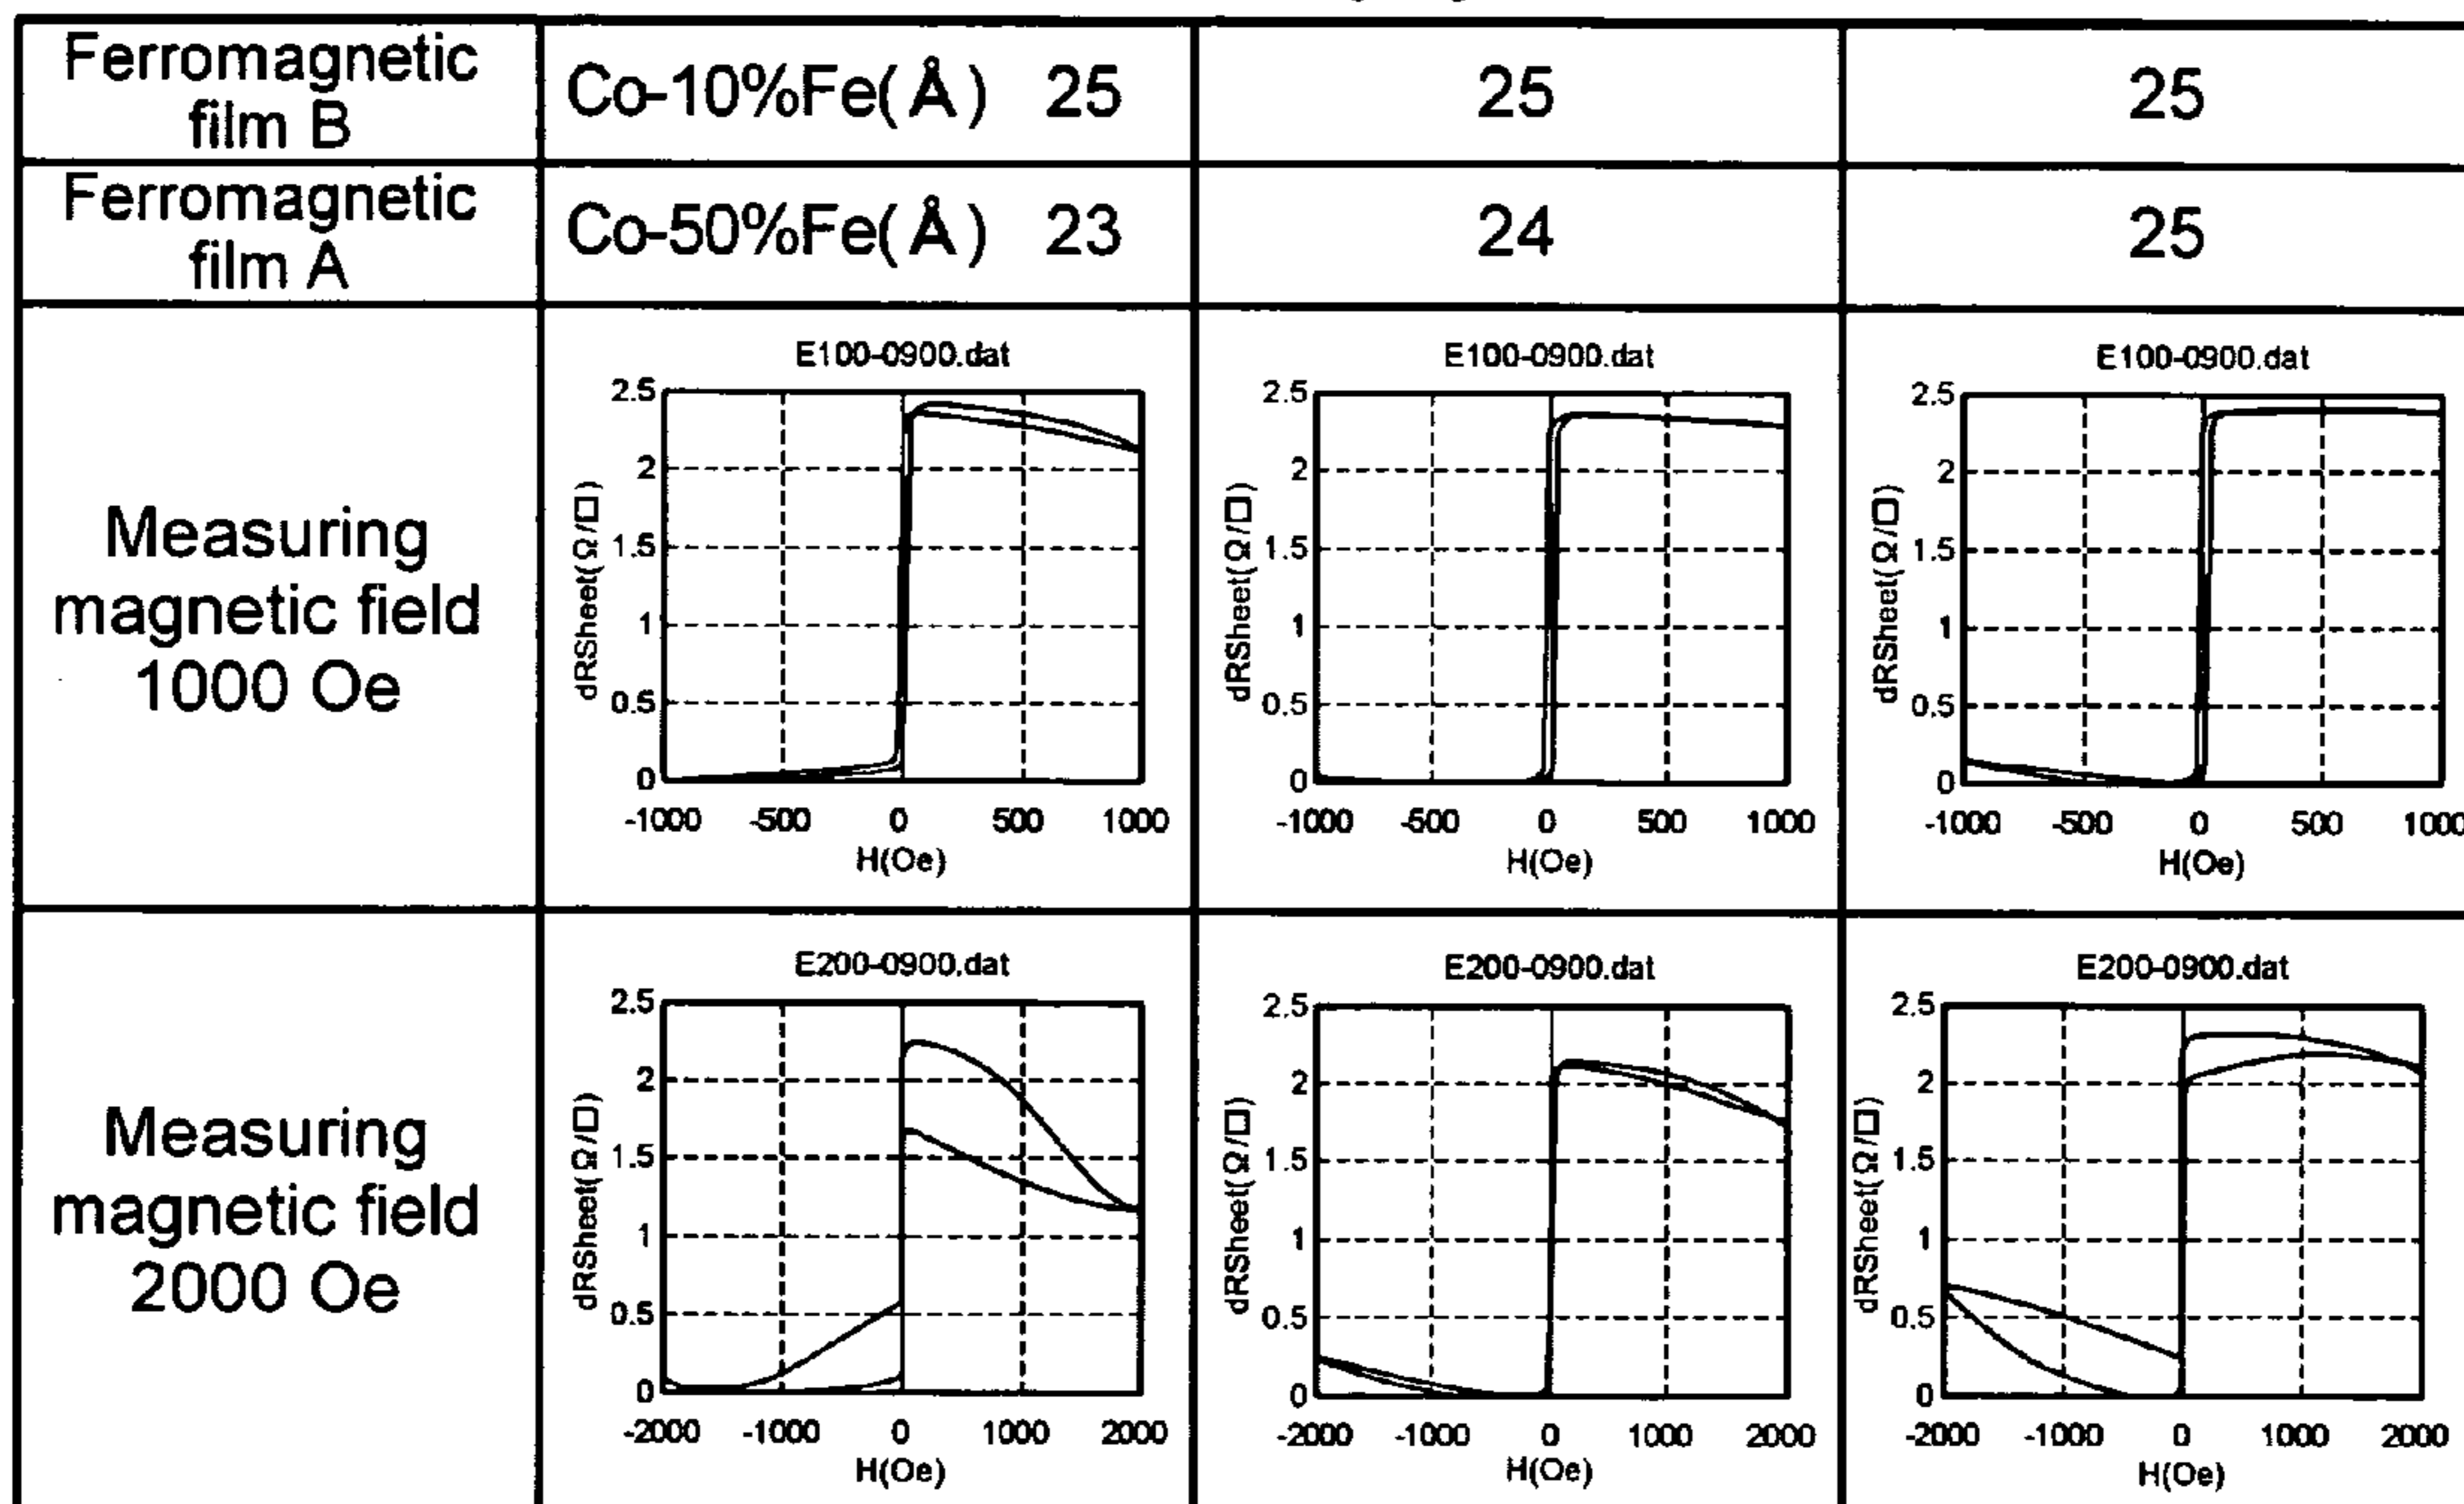 Ferromagnetic
film B
Co-10%Fe(Å) 25
25
25
Ferromagnetic
film A
Co-50%Fe(Å) 23
24
25
Measuring
magnetic field
1000 Oe
E100-0900.dat
2.5
2
1.5
1
0.5
0
dRSheet(Ω/□)
-1000 -500 0 500 1000
H(Oe)
E100-0900.dat
2.5
2
1.5
1
0.5
0
dRSheet(Ω/□)
-1000 -500 0 500 1000
H(Oe)
E100-0900.dat
2.5
2
1.5
1
0.5
0
dRSheet(Ω/□)
-1000 -500 0 500 1000
H(Oe)
Measuring
magnetic field
2000 Oe
E200-0900.dat
2.5
2
1.5
1
0.5
0
dRSheet(Ω/□)
-2000 -1000 0 1000 2000
H(Oe)
E200-0900.dat
2.5
2
1.5
1
0.5
0
dRSheet(Ω/□)
-2000 -1000 0 1000 2000
H(Oe)
E200-0900.dat
2.5
2
1.5
1
0.5
0
dRSheet(Ω/□)
-2000 -1000 0 1000 2000
H(Oe)